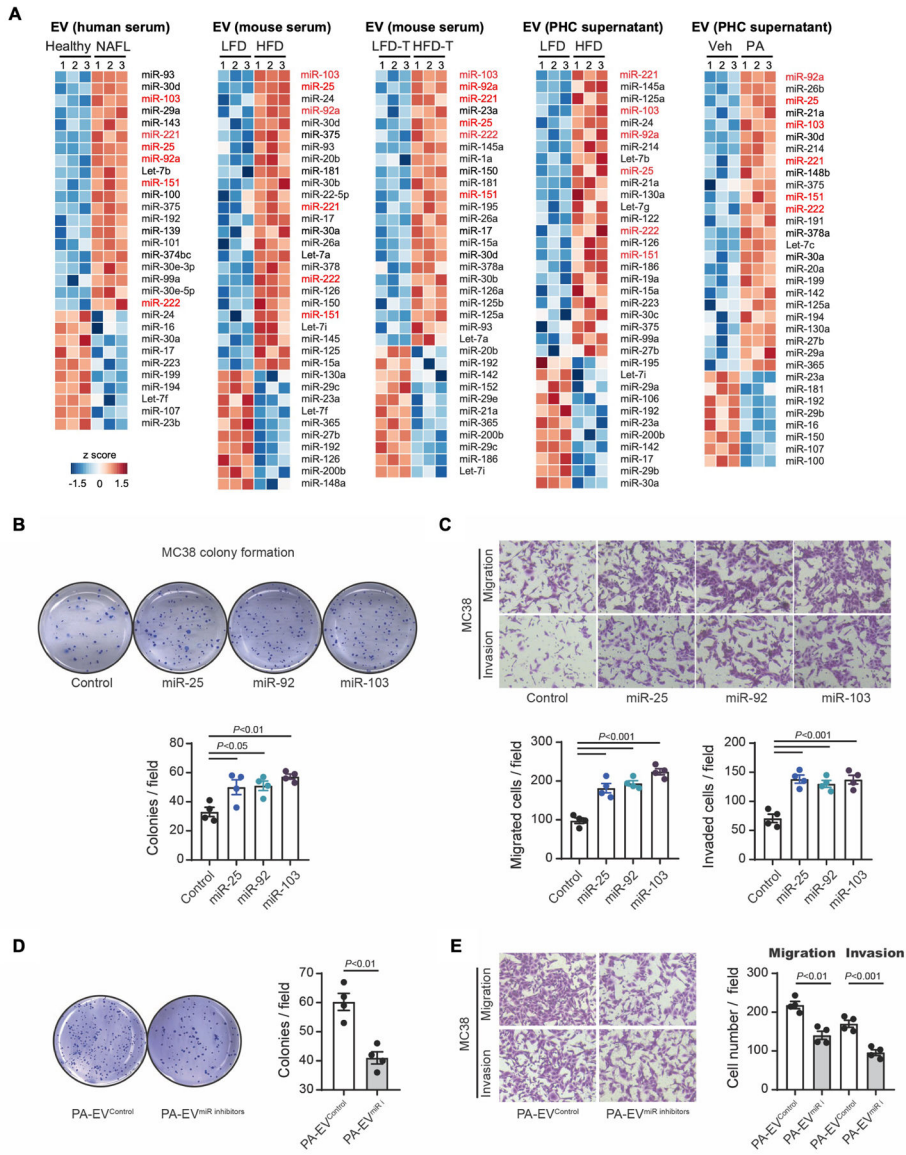 A
EV (human serum)
Healthy NAFL
1 2 3 1 2 3
miR-93
miR-30d
miR-103
miR-29a
miR-143
miR-221
miR-25
miR-92a
Let-7b
miR-151
miR-100
miR-375
miR-192
miR-139
miR-101
miR-374bc
miR-30e-3p
miR-99a
miR-30e-5p
miR-222
miR-24
miR-16
miR-30a
miR-17
miR-223
miR-199
miR-194
Let-7f
miR-107
miR-23b
z score
-1.5 0 1.5
EV (mouse serum)
LFD HFD
1 2 3 1 2 3
miR-103
miR-25
miR-24
miR-92a
miR-30d
miR-375
miR-93
miR-20b
miR-181
miR-30b
miR-22-5p
miR-221
miR-17
miR-30a
miR-26a
Let-7a
miR-378
miR-222
miR-126
miR-150
miR-151
Let-7i
miR-145
miR-125
miR-15a
miR-130a
miR-29c
miR-23a
Let-7f
miR-365
miR-27b
miR-192
miR-126
miR-200b
miR-148a
EV (mouse serum)
LFD-T HFD-T
1 2 3 1 2 3
miR-103
miR-92a
miR-221
miR-23a
miR-25
miR-222
miR-145a
miR-1a
miR-150
miR-181
miR-151
miR-195
miR-26a
miR-17
miR-15a
miR-30d
miR-378a
miR-30b
miR-126a
miR-125b
miR-125a
miR-93
Let-7a
miR-20b
miR-192
miR-142
miR-152
miR-29e
miR-21a
miR-365
miR-200b
miR-29c
miR-186
Let-7i
EV (PHC supernatant)
LFD HFD
1 2 3 1 2 3
miR-221
miR-145a
miR-125a
miR-103
miR-24
miR-92a
miR-214
Let-7b
miR-25
miR-21a
miR-130a
Let-7g
miR-122
miR-222
miR-126
miR-151
miR-186
miR-19a
miR-15a
miR-223
miR-30c
miR-375
miR-99a
miR-27b
miR-195
Let-7i
miR-29a
miR-106
miR-192
miR-23a
miR-200b
miR-142
miR-17
miR-29b
miR-30a
EV (PHC supernatant)
Veh PA
1 2 3 1 2 3
miR-92a
miR-26b
miR-25
miR-21a
miR-103
miR-30d
miR-214
miR-221
miR-148b
miR-375
miR-151
miR-222
miR-191
miR-378a
Let-7c
miR-30a
miR-20a
miR-199
miR-142
miR-125a
miR-194
miR-130a
miR-27b
miR-29a
miR-365
miR-23a
miR-181
miR-192
miR-29b
miR-16
miR-150
miR-107
miR-100
B
MC38 colony formation
Control miR-25 miR-92 miR-103
P<0.01
P<0.05
Colonies / field
80
60
40
20
0
Control miR-25 miR-92 miR-103
C
MC38
Migration
Invasion
Control miR-25 miR-92 miR-103
P<0.001
Migrated cells / field
300
200
100
0
Control miR-25 miR-92 miR-103
P<0.001
Invaded cells / field
200
150
100
50
0
Control miR-25 miR-92 miR-103
D
PA-EVControl PA-EVmiR inhibitors
P<0.01
Colonies / field
60
50
40
30
PA-EVControl PA-EVmiR i
E
MC38
Migration
Invasion
PA-EVControl PA-EVmiR inhibitors
Migration Invasion
P<0.01 P<0.001
Cell number / field
300
200
100
0
PA-EVControl PA-EVmiR i PA-EVControl PA-EVmiR i